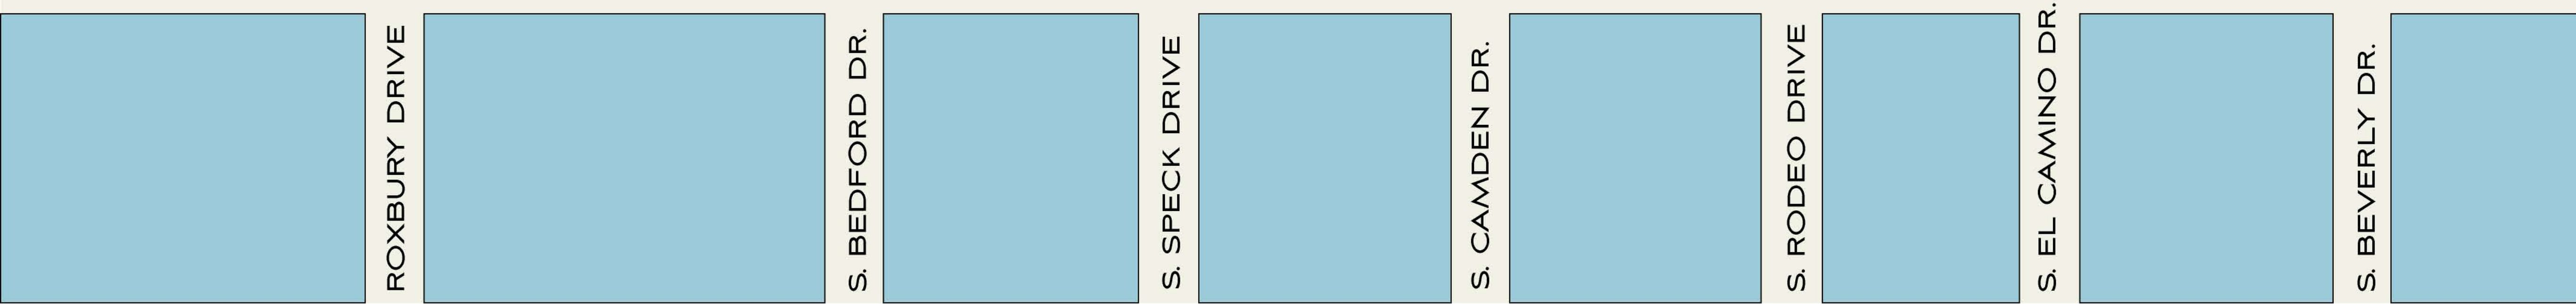 ROXBURY DRIVE
S. BEDFORD DR.
S. SPECK DRIVE
S. CAMDEN DR.
S. RODEO DRIVE
S. EL CAMINO DR.
S. BEVERLY DR.